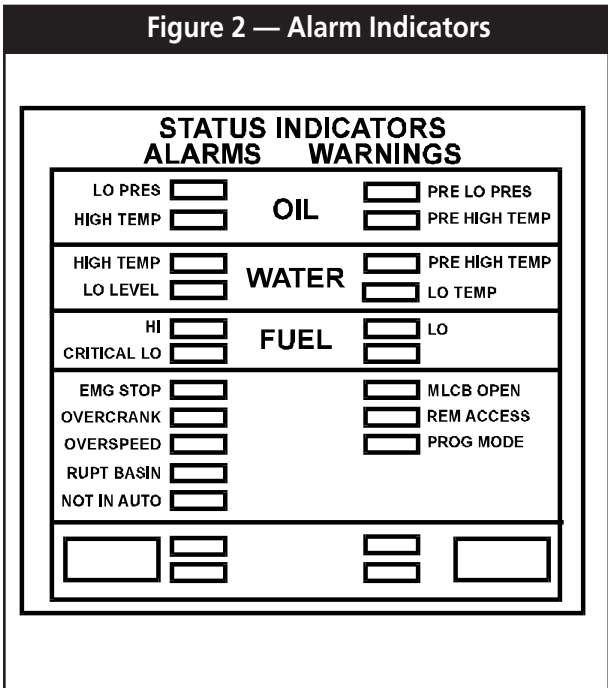 Figure 2 — Alarm Indicators
STATUS INDICATORS
ALARMS WARNINGS
LO PRES
HIGH TEMP
OIL
PRE LO PRES
PRE HIGH TEMP
HIGH TEMP
LO LEVEL
WATER
PRE HIGH TEMP
LO TEMP
HI
CRITICAL LO
FUEL
LO
EMG STOP
OVERCRANK
OVERSPEED
RUPT BASIN
NOT IN AUTO
MLCB OPEN
REM ACCESS
PROG MODE